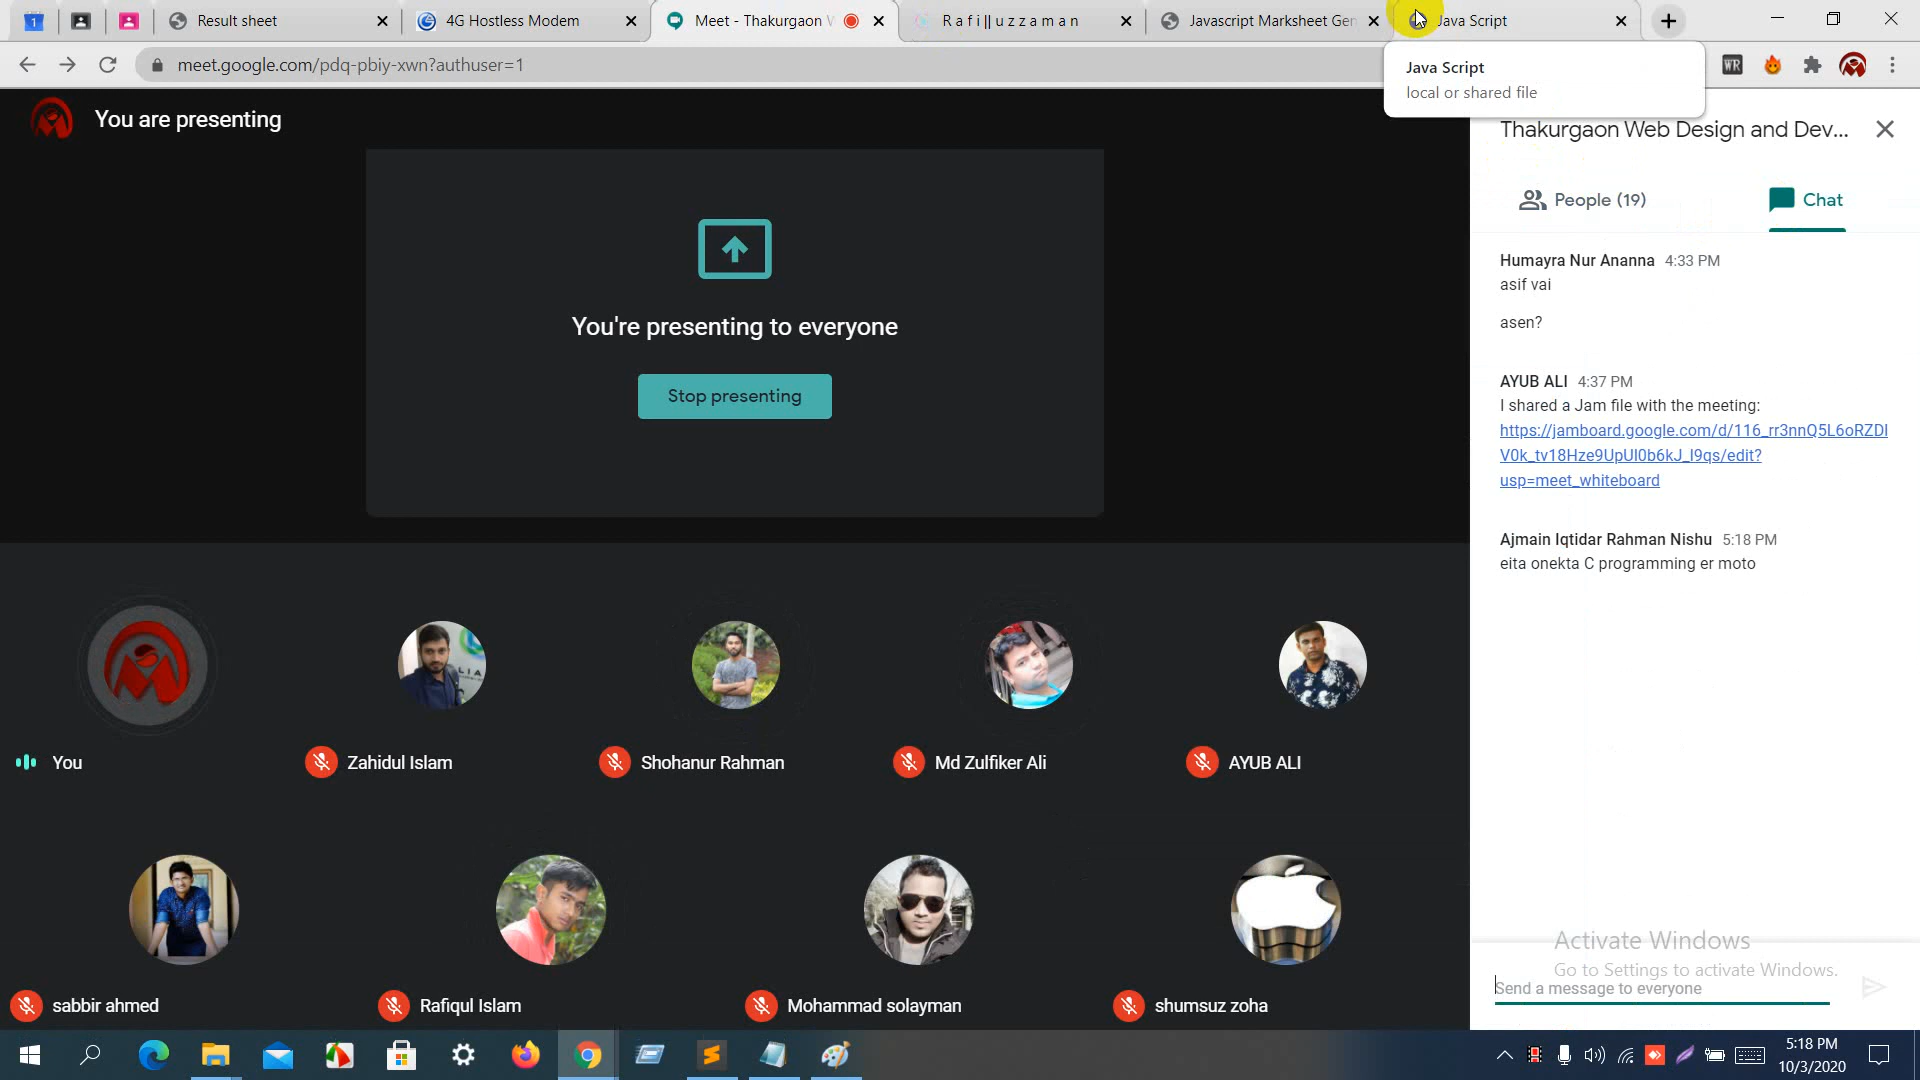 Result sheet
4G Hostless Modem
Meet - Thakurgaon W
R a f i || u z z a m a n
Javascript Marksheet Gen
Java Script
meet.google.com/pdq-pbiy-xwn?authuser=1
Java Script
local or shared file
You are presenting
You're presenting to everyone
Stop presenting
Thakurgaon Web Design and Dev...
People (19)
Chat
Humayra Nur Ananna 4:33 PM
asif vai
asen?
AYUB ALI 4:37 PM
I shared a Jam file with the meeting:
https://jamboard.google.com/d/116_rr3nnQ5L6oRZDI
V0k_tv18Hze9UpUI0b6kJ_I9qs/edit?
usp=meet_whiteboard
Ajmain Iqtidar Rahman Nishu 5:18 PM
eita onekta C programming er moto
You
Zahidul Islam
Shohanur Rahman
Md Zulfiker Ali
AYUB ALI
sabbir ahmed
Rafiqul Islam
Mohammad solayman
shumsuz zoha
Activate Windows
Go to Settings to activate Windows.
Send a message to everyone
5:18 PM
10/3/2020